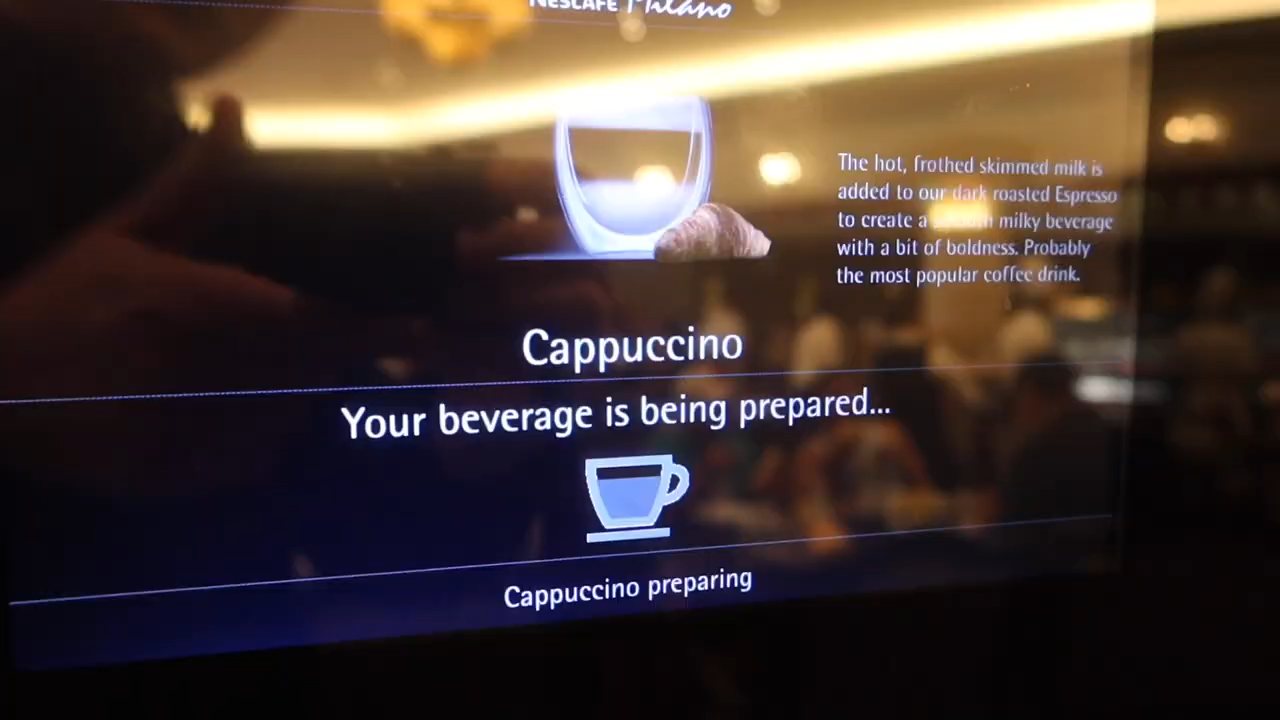 NESCAFÉ Milano
The hot, frothed skimmed milk is
added to our dark roasted Espresso
to create a smooth milky beverage
with a bit of boldness. Probably
the most popular coffee drink.
Cappuccino
Your beverage is being prepared...
Cappuccino preparing